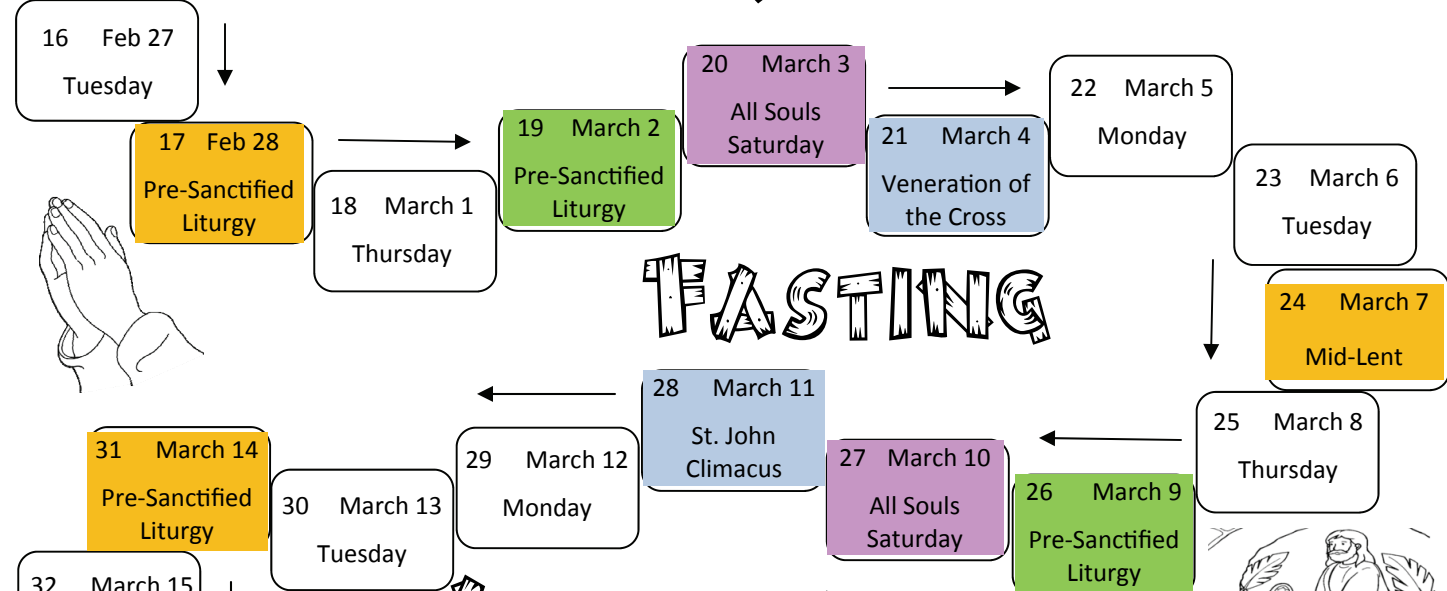 16 Feb 27
Tuesday
17 Feb 28
Pre-Sanctified
Liturgy
18 March 1
Thursday
19 March 2
Pre-Sanctified
Liturgy
20 March 3
All Souls
Saturday
21 March 4
Veneration of
the Cross
22 March 5
Monday
23 March 6
Tuesday
24 March 7
Mid-Lent
FASTING
25 March 8
Thursday
26 March 9
Pre-Sanctified
Liturgy
27 March 10
All Souls
Saturday
28 March 11
St. John
Climacus
29 March 12
Monday
30 March 13
Tuesday
31 March 14
Pre-Sanctified
Liturgy
32 March 15